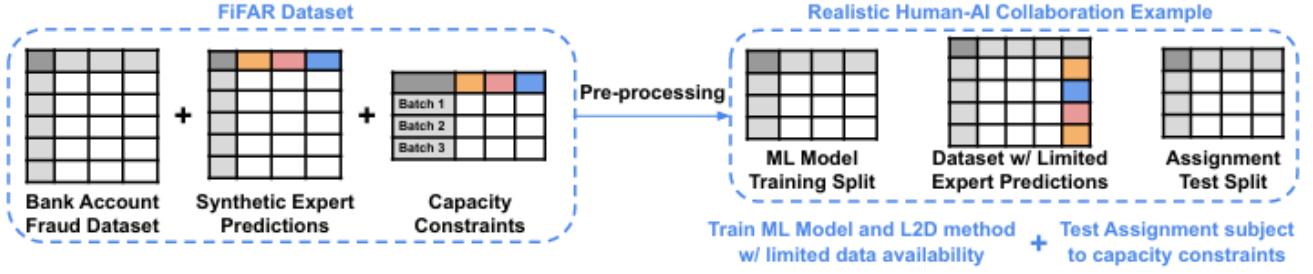 FiFAR Dataset
Realistic Human-AI Collaboration Example
Batch 1
Batch 2
Batch 3
+
+
Pre-processing
Bank Account
Fraud Dataset
Synthetic Expert
Predictions
Capacity
Constraints
ML Model
Training Split
Dataset w/ Limited
Expert Predictions
Assignment
Test Split
Train ML Model and L2D method
w/ limited data availability
+
Test Assignment subject
to capacity constraints